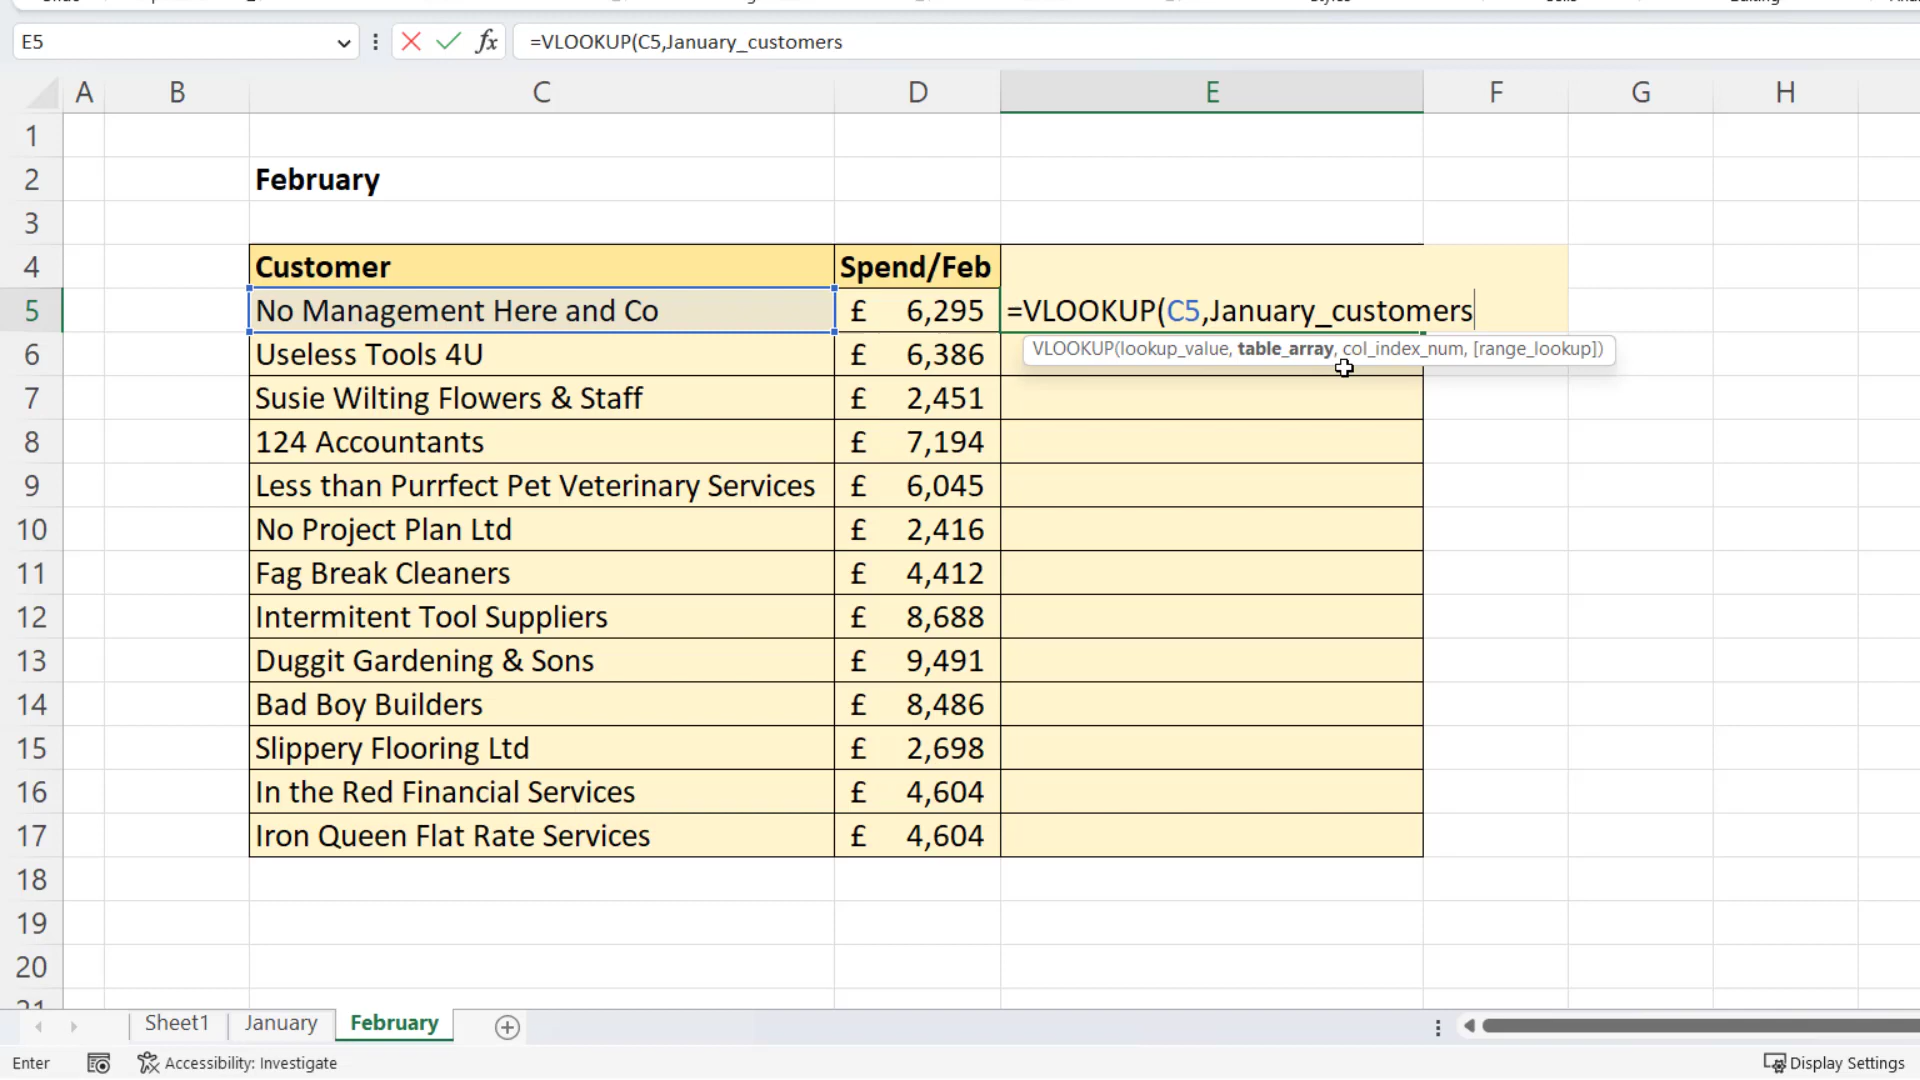 E5 fx =VLOOKUP(C5,January_customers
A B C D E F G H
1
2 February
3
4 Customer Spend/Feb
5 No Management Here and Co £ 6,295 =VLOOKUP(C5,January_customers
VLOOKUP(lookup_value, table_array, col_index_num, [range_lookup])
6 Useless Tools 4U £ 6,386
7 Susie Wilting Flowers & Staff £ 2,451
8 124 Accountants £ 7,194
9 Less than Purrfect Pet Veterinary Services £ 6,045
10 No Project Plan Ltd £ 2,416
11 Fag Break Cleaners £ 4,412
12 Intermitent Tool Suppliers £ 8,688
13 Duggit Gardening & Sons £ 9,491
14 Bad Boy Builders £ 8,486
15 Slippery Flooring Ltd £ 2,698
16 In the Red Financial Services £ 4,604
17 Iron Queen Flat Rate Services £ 4,604
18
19
20
21
Sheet1 January February
Enter Accessibility: Investigate Display Settings